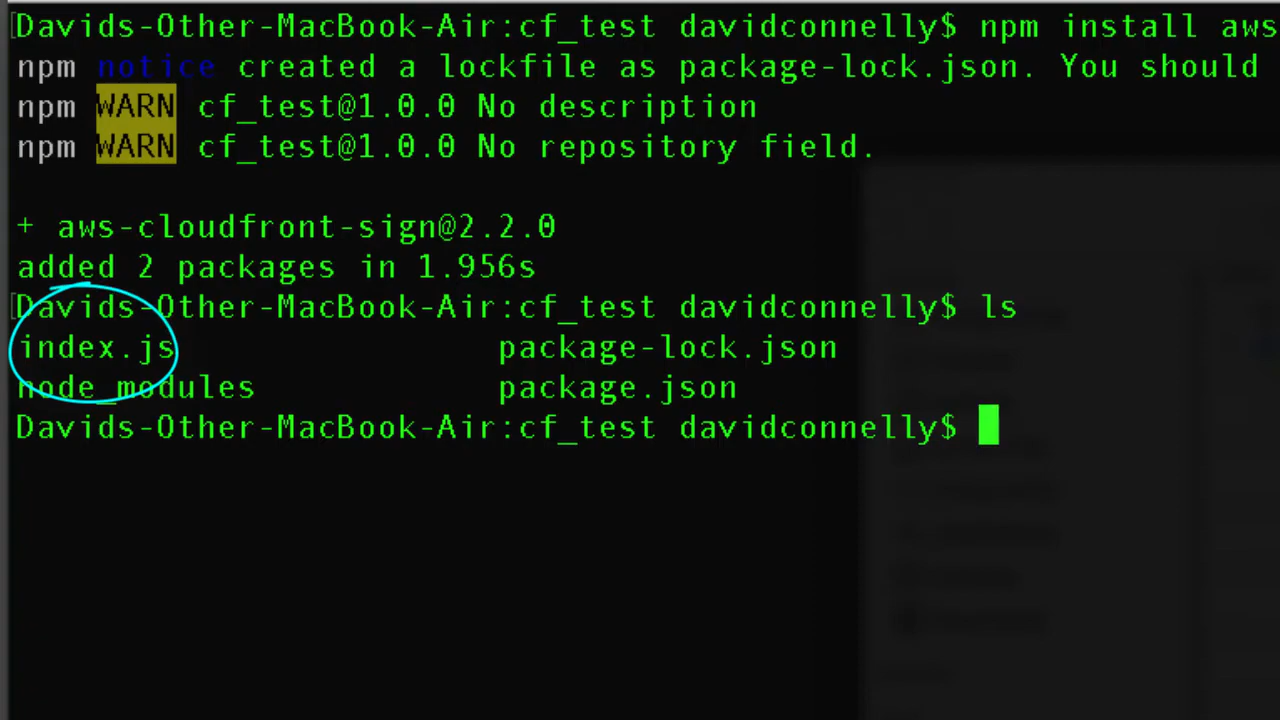 Davids-Other-MacBook-Air:cf_test davidconnelly$ npm install aws
npm notice created a lockfile as package-lock.json. You should
npm WARN cf_test@1.0.0 No description
npm WARN cf_test@1.0.0 No repository field.
+ aws-cloudfront-sign@2.2.0
added 2 packages in 1.956s
Davids-Other-MacBook-Air:cf_test davidconnelly$ ls
index.js package-lock.json
node_modules package.json
Davids-Other-MacBook-Air:cf_test davidconnelly$